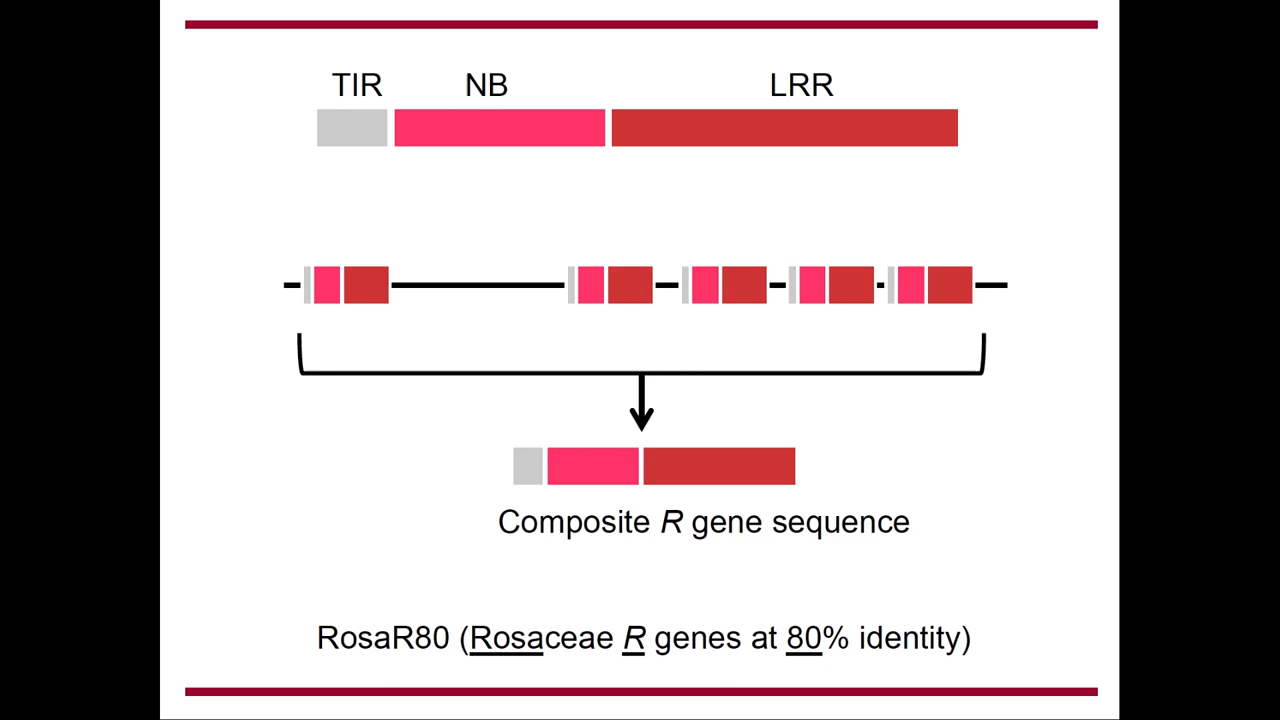 TIR NB LRR
Composite R gene sequence
RosaR80 (Rosaceae R genes at 80% identity)